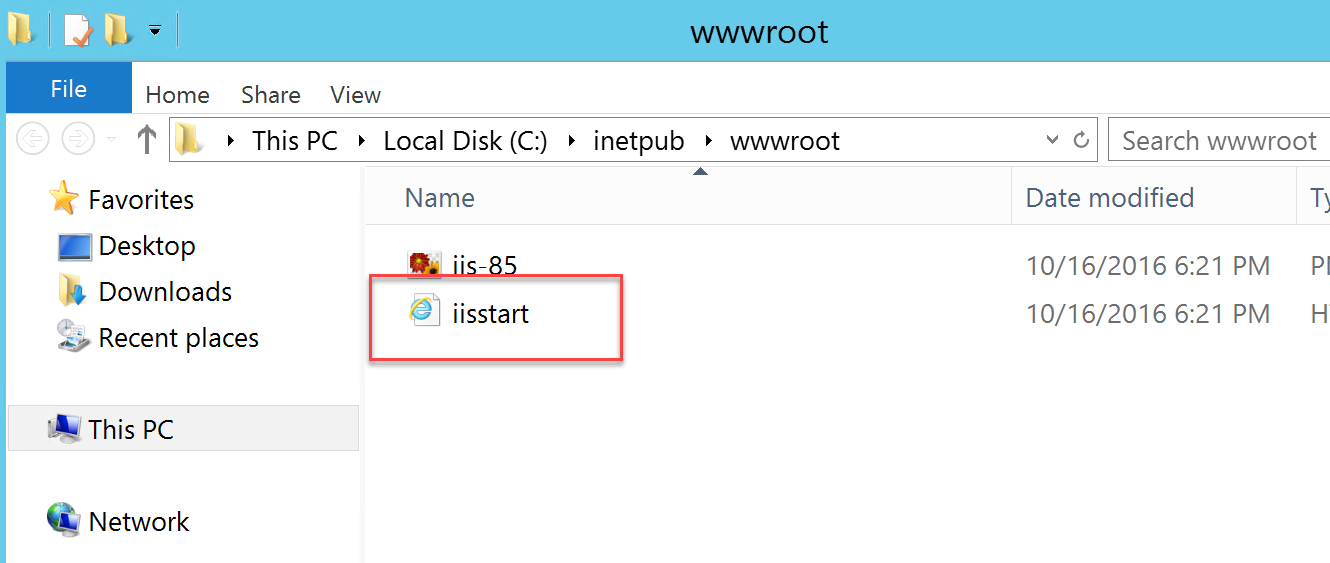 wwwroot
File Home Share View
This PC Local Disk (C:) inetpub wwwroot Search wwwroot
Name Date modified
Favorites
Desktop
Downloads
Recent places
This PC
Network
iis-85 10/16/2016 6:21 PM
iisstart 10/16/2016 6:21 PM